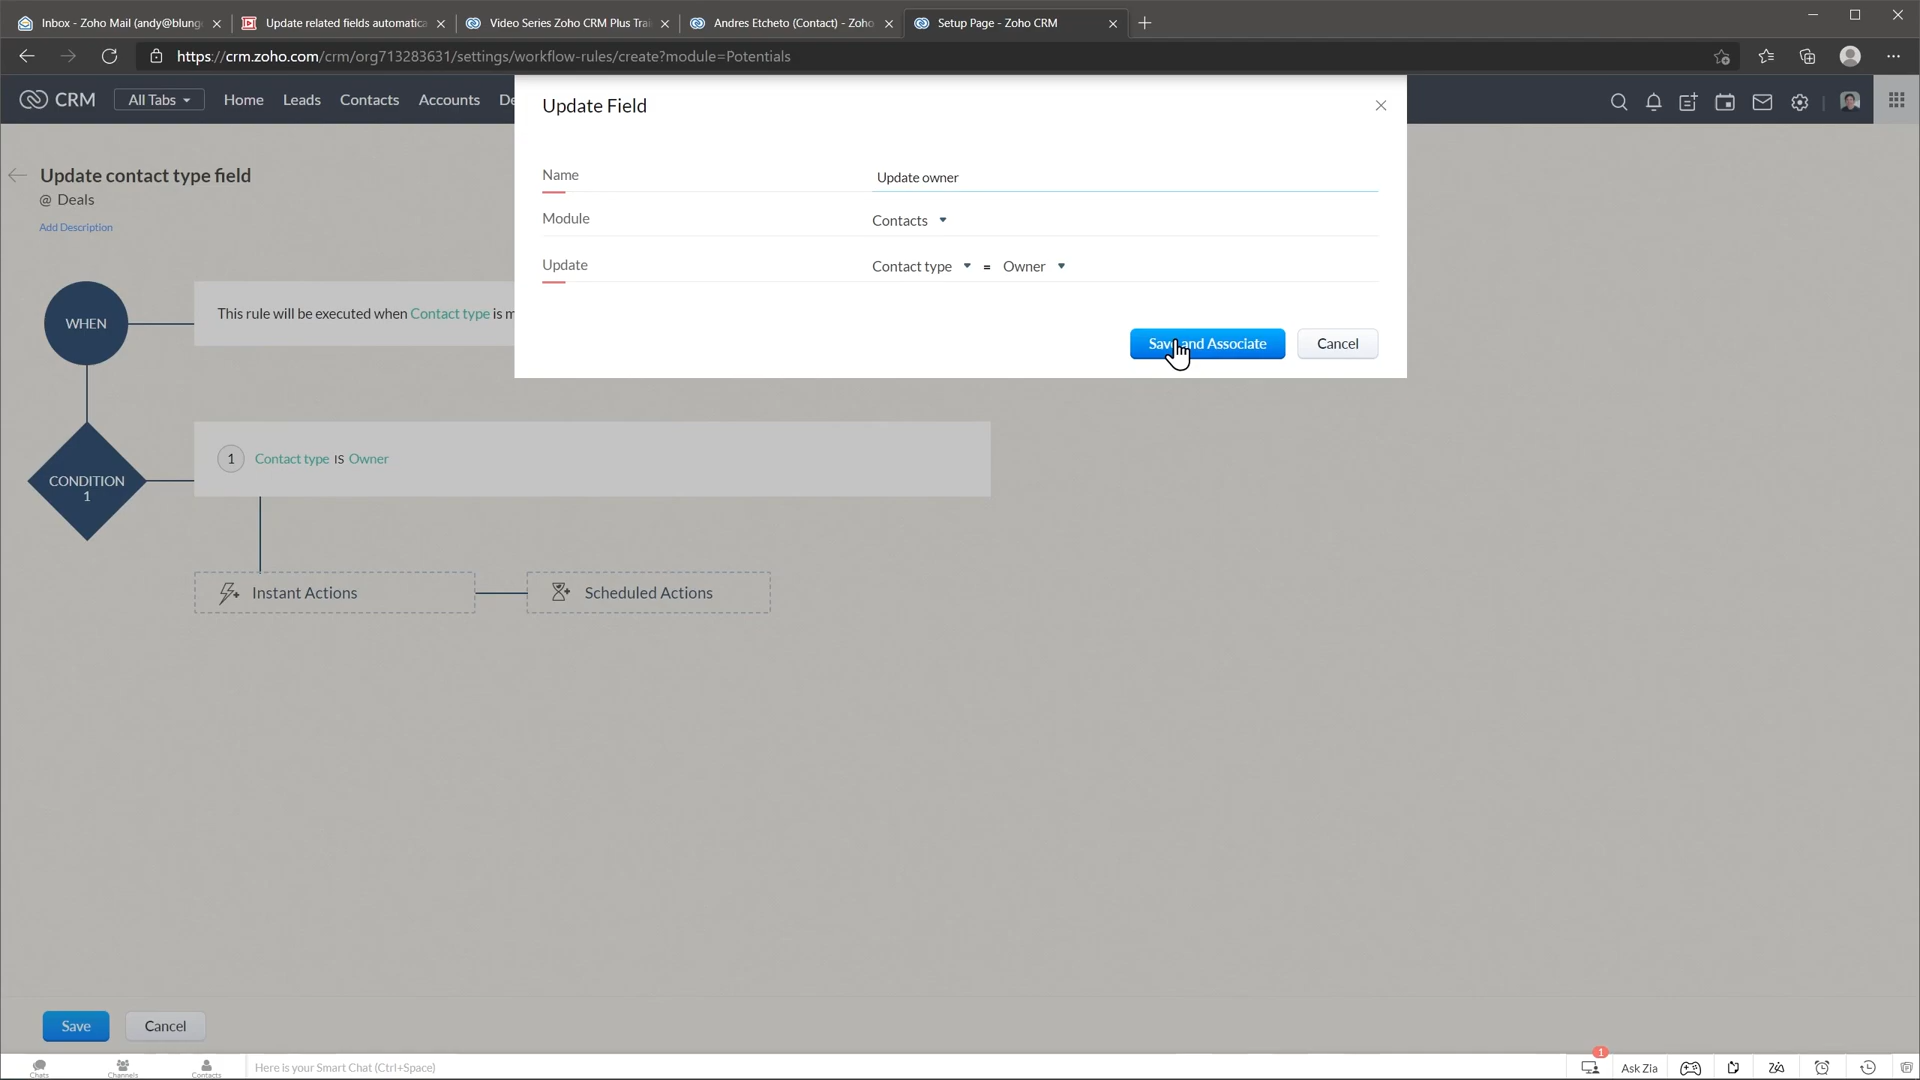 Inbox - Zoho Mail (andy@blung
Update related fields automatica
Video Series Zoho CRM Plus Trai
Andres Etcheto (Contact) - Zoho
Setup Page - Zoho CRM
https://crm.zoho.com/crm/org713283631/settings/workflow-rules/create?module=Potentials
CRM
All Tabs
Home
Leads
Contacts
Accounts
De
Update Field
Name
Update owner
Module
Contacts
Update
Contact type = Owner
Save and Associate
Cancel
Update contact type field
@ Deals
Add Description
WHEN
This rule will be executed when Contact type is m
CONDITION
1
1 Contact type IS Owner
Instant Actions
Scheduled Actions
Save
Cancel
Chats
Channels
Contacts
Here is your Smart Chat (Ctrl+Space)
1
Ask Zia